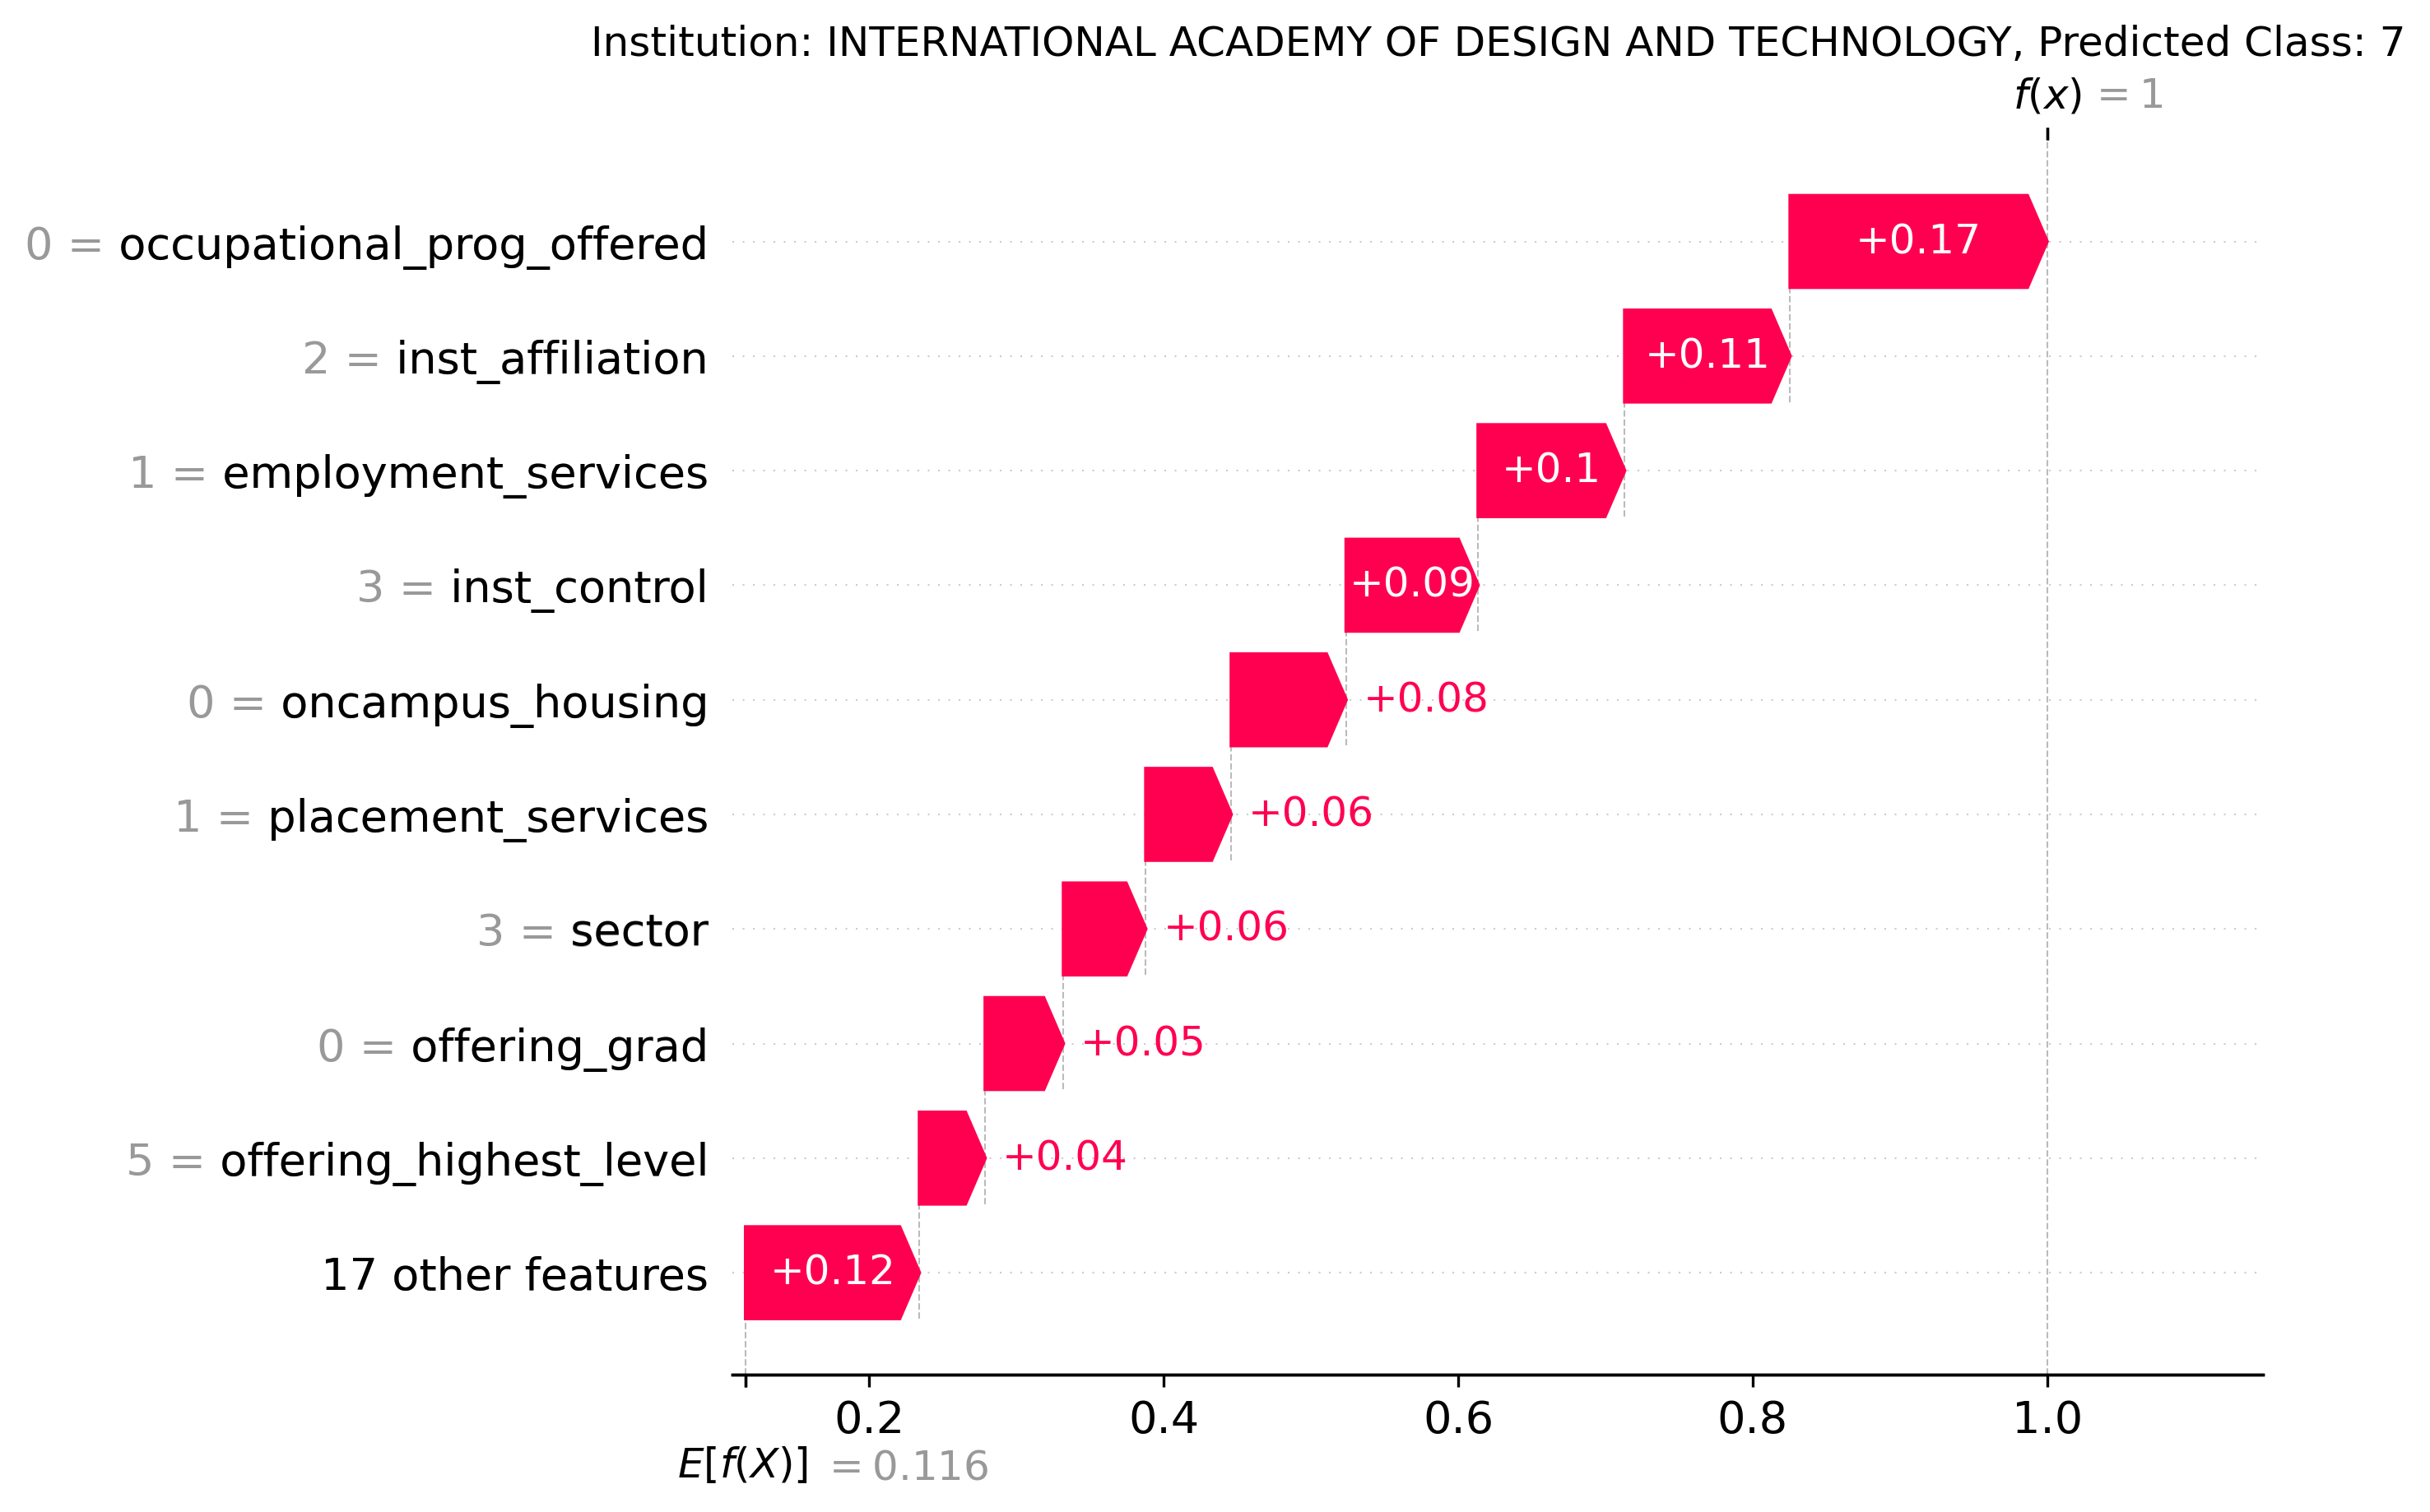 Institution: INTERNATIONAL ACADEMY OF DESIGN AND TECHNOLOGY, Predicted Class: 7
f(x) = 1
0 = occupational_prog_offered +0.17
2 = inst_affiliation +0.11
1 = employment_services +0.1
3 = inst_control +0.09
0 = oncampus_housing +0.08
1 = placement_services +0.06
3 = sector +0.06
0 = offering_grad +0.05
5 = offering_highest_level +0.04
17 other features +0.12
0.2 0.4 0.6 0.8 1.0
E[f(X)] = 0.116